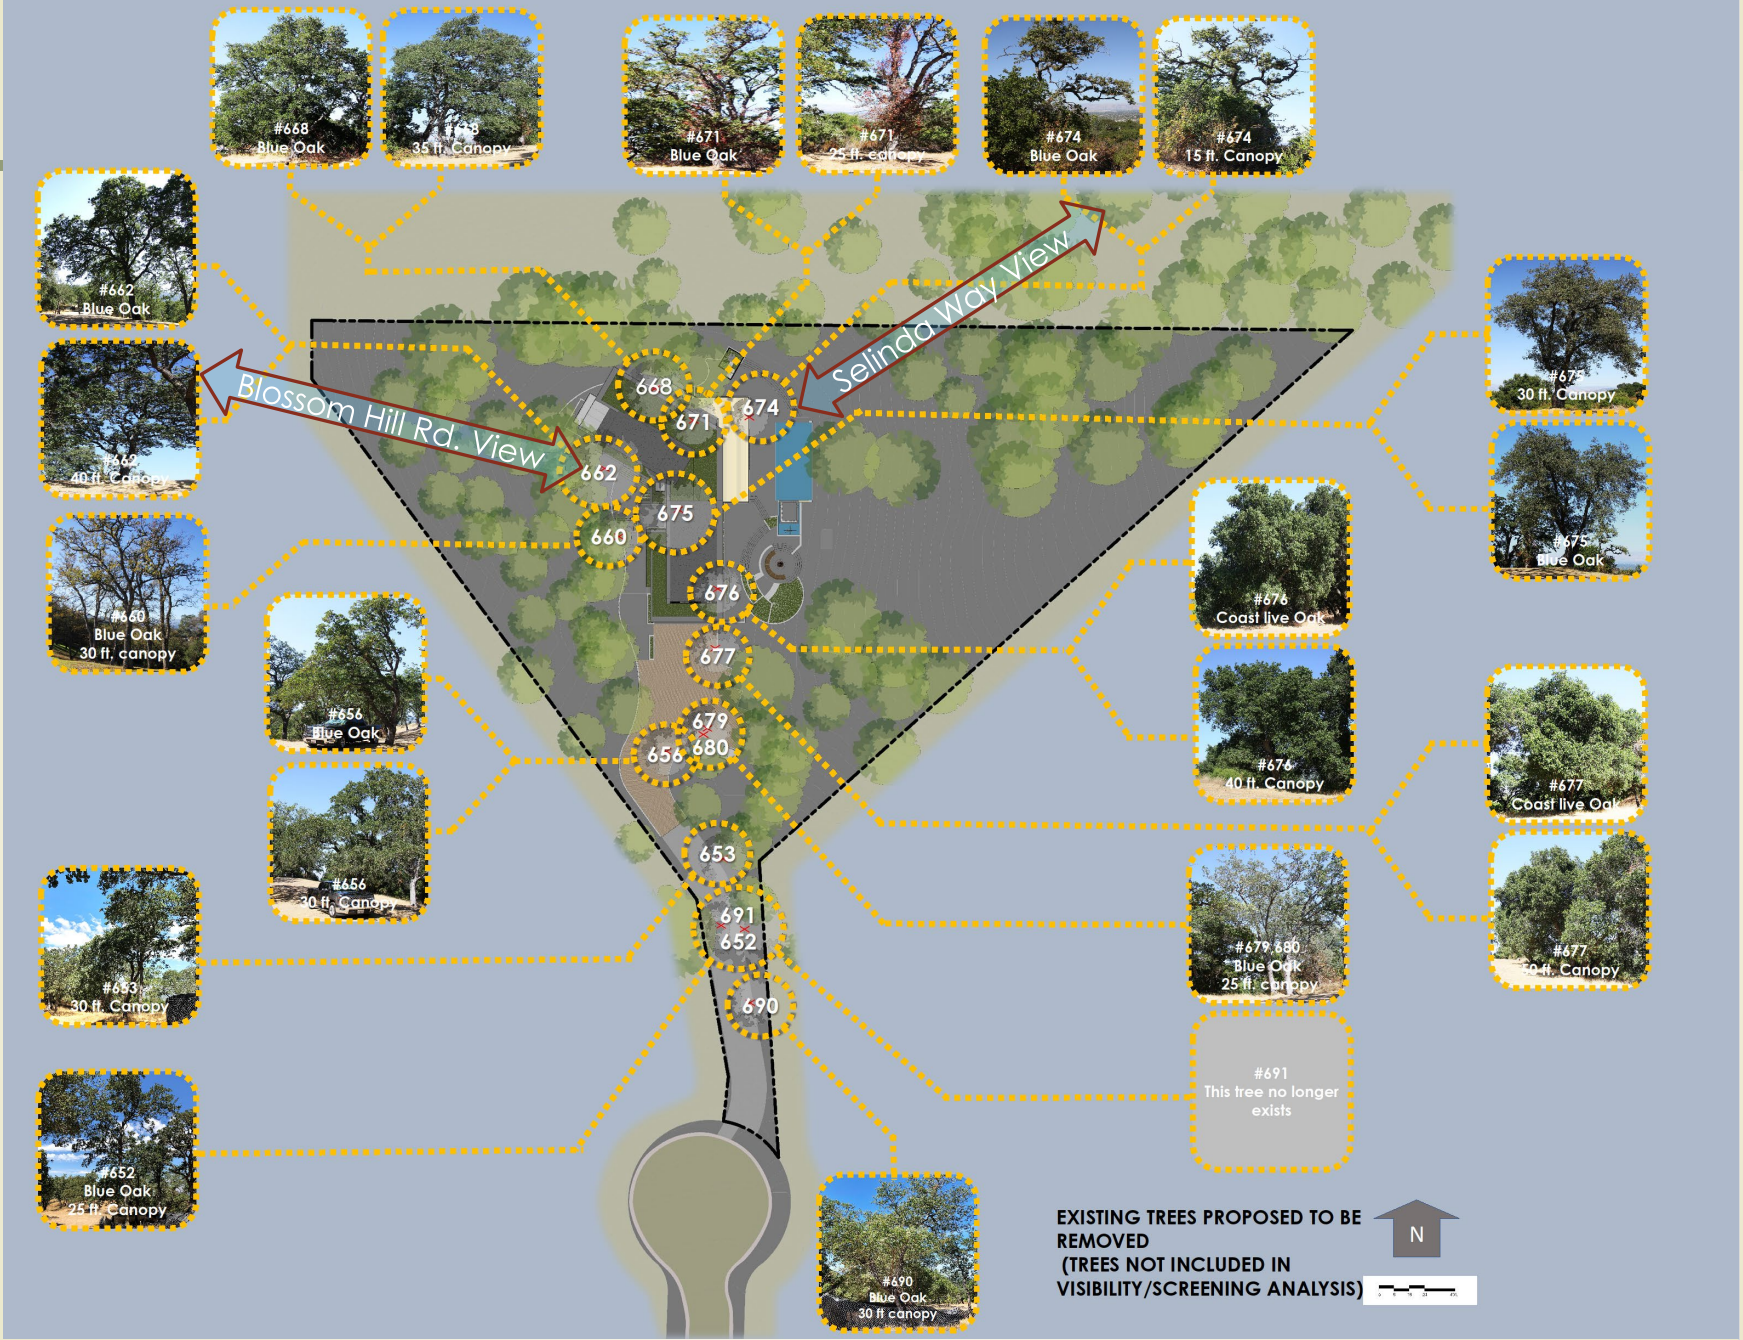 #668
Blue Oak
35 ft. Canopy
#671
Blue Oak
#671
25 ft. canopy
#674
Blue Oak
#674
15 ft. Canopy
#662
Blue Oak
#662
40 ft. Canopy
#660
Blue Oak
30 ft. canopy
#656
Blue Oak
#656
30 ft. Canopy
#653
30 ft. Canopy
#652
Blue Oak
25 ft. Canopy
Blossom Hill Rd. View
Selinda Way View
668
671
674
662
675
660
676
677
679
680
656
653
691
652
690
#675
30 ft. Canopy
#675
Blue Oak
#676
Coast live Oak
#676
40 ft. Canopy
#677
Coast live Oak
#677
ft. Canopy
#679,680
Blue Oak
25 ft. canopy
#691
This tree no longer
exists
#690
Blue Oak
30 ft canopy
EXISTING TREES PROPOSED TO BE
REMOVED
(TREES NOT INCLUDED IN
VISIBILITY/SCREENING ANALYSIS)
N